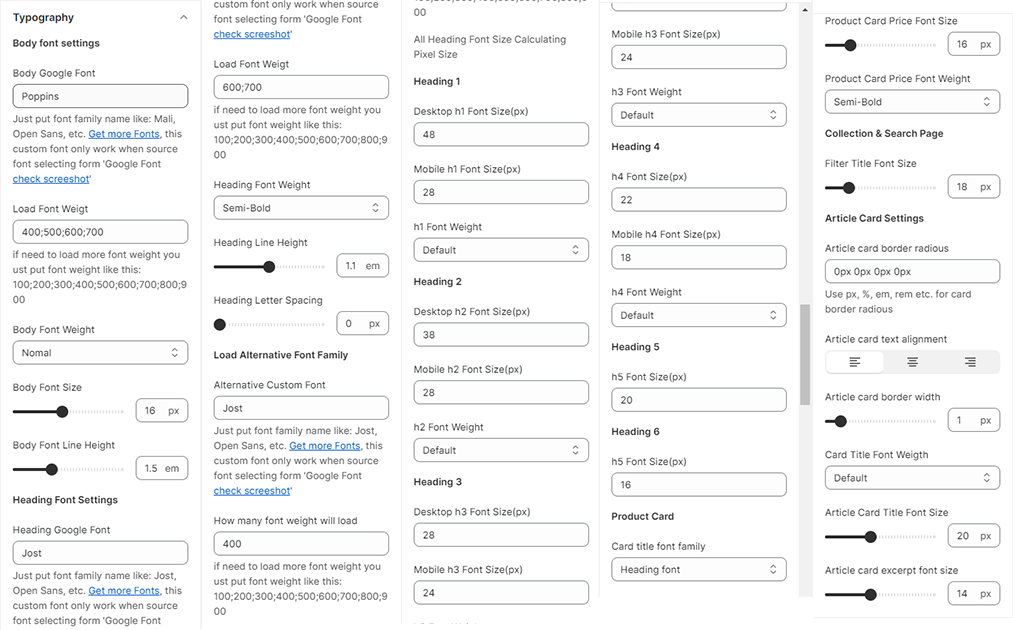 Typography
Body font settings
Body Google Font
Poppins
Just put font family name like: Mali,
Open Sans, etc. Get more Fonts, this
custom font only work when source
font selecting form 'Google Font
check screeshot'
Load Font Weigt
400;500;600;700
if need to load more font weight you
ust put font weight like this:
100;200;300;400;500;600;700;800;9
00
Body Font Weight
Nomal
Body Font Size
16 px
Body Font Line Height
1.5 em
Heading Font Settings
Heading Google Font
Jost
Just put font family name like: Jost,
Open Sans, etc. Get more Fonts, this
custom font only work when source
font selecting form 'Google Font
custom font only work when source
font selecting form 'Google Font
check screeshot'
Load Font Weigt
600;700
if need to load more font weight you
ust put font weight like this:
100;200;300;400;500;600;700;800;9
00
Heading Font Weight
Semi-Bold
Heading Line Height
1.1 em
Heading Letter Spacing
0 px
Load Alternative Font Family
Alternative Custom Font
Jost
Just put font family name like: Jost,
Open Sans, etc. Get more Fonts, this
custom font only work when source
font selecting form 'Google Font
check screeshot'
How many font weight will load
400
if need to load more font weight you
ust put font weight like this:
100;200;300;400;500;600;700;800;9
00
00
All Heading Font Size Calculating
Pixel Size
Heading 1
Desktop h1 Font Size(px)
48
Mobile h1 Font Size(px)
28
h1 Font Weight
Default
Heading 2
Desktop h2 Font Size(px)
38
Mobile h2 Font Size(px)
28
h2 Font Weight
Default
Heading 3
Desktop h3 Font Size(px)
28
Mobile h3 Font Size(px)
24
Mobile h3 Font Size(px)
24
h3 Font Weight
Default
Heading 4
h4 Font Size(px)
22
Mobile h4 Font Size(px)
18
h4 Font Weight
Default
Heading 5
h5 Font Size(px)
20
Heading 6
h5 Font Size(px)
16
Product Card
Card title font family
Heading font
Product Card Price Font Size
16 px
Product Card Price Font Weight
Semi-Bold
Collection & Search Page
Filter Title Font Size
18 px
Article Card Settings
Article card border radious
0px 0px 0px 0px
Use px, %, em, rem etc. for card
border radious
Article card text alignment
Article card border width
1 px
Card Title Font Weigth
Default
Article Card Title Font Size
20 px
Article card excerpt font size
14 px